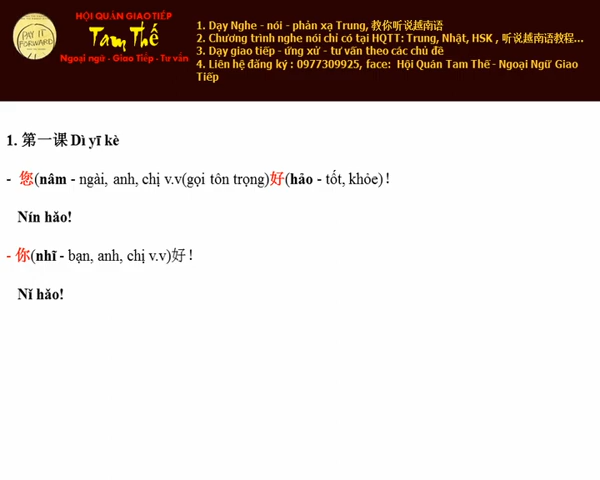 PAY IT
FORWARD
HỘI QUÁN GIAO TIẾP
Tam Thế
Ngoại ngữ - Giao Tiếp - Tư vấn
1. Dạy Nghe - nói - phản xạ Trung, 教你听说越南语
2. Chương trình nghe nói chỉ có tại HQTT: Trung, Nhật, HSK , 听说越南语教程...
3. Dạy giao tiếp - ứng xử - tư vấn theo các chủ đề
4. Liên hệ đăng ký : 0977309925, face: Hội Quán Tam Thế - Ngoại Ngữ Giao
Tiếp
1. 第一课 Dì yī kè
- 您(nâm - ngài, anh, chị v.v(gọi tôn trọng)好(hảo - tốt, khỏe) !
Nín hǎo!
- 你(nhĩ - bạn, anh, chị v.v)好 !
Nǐ hǎo!